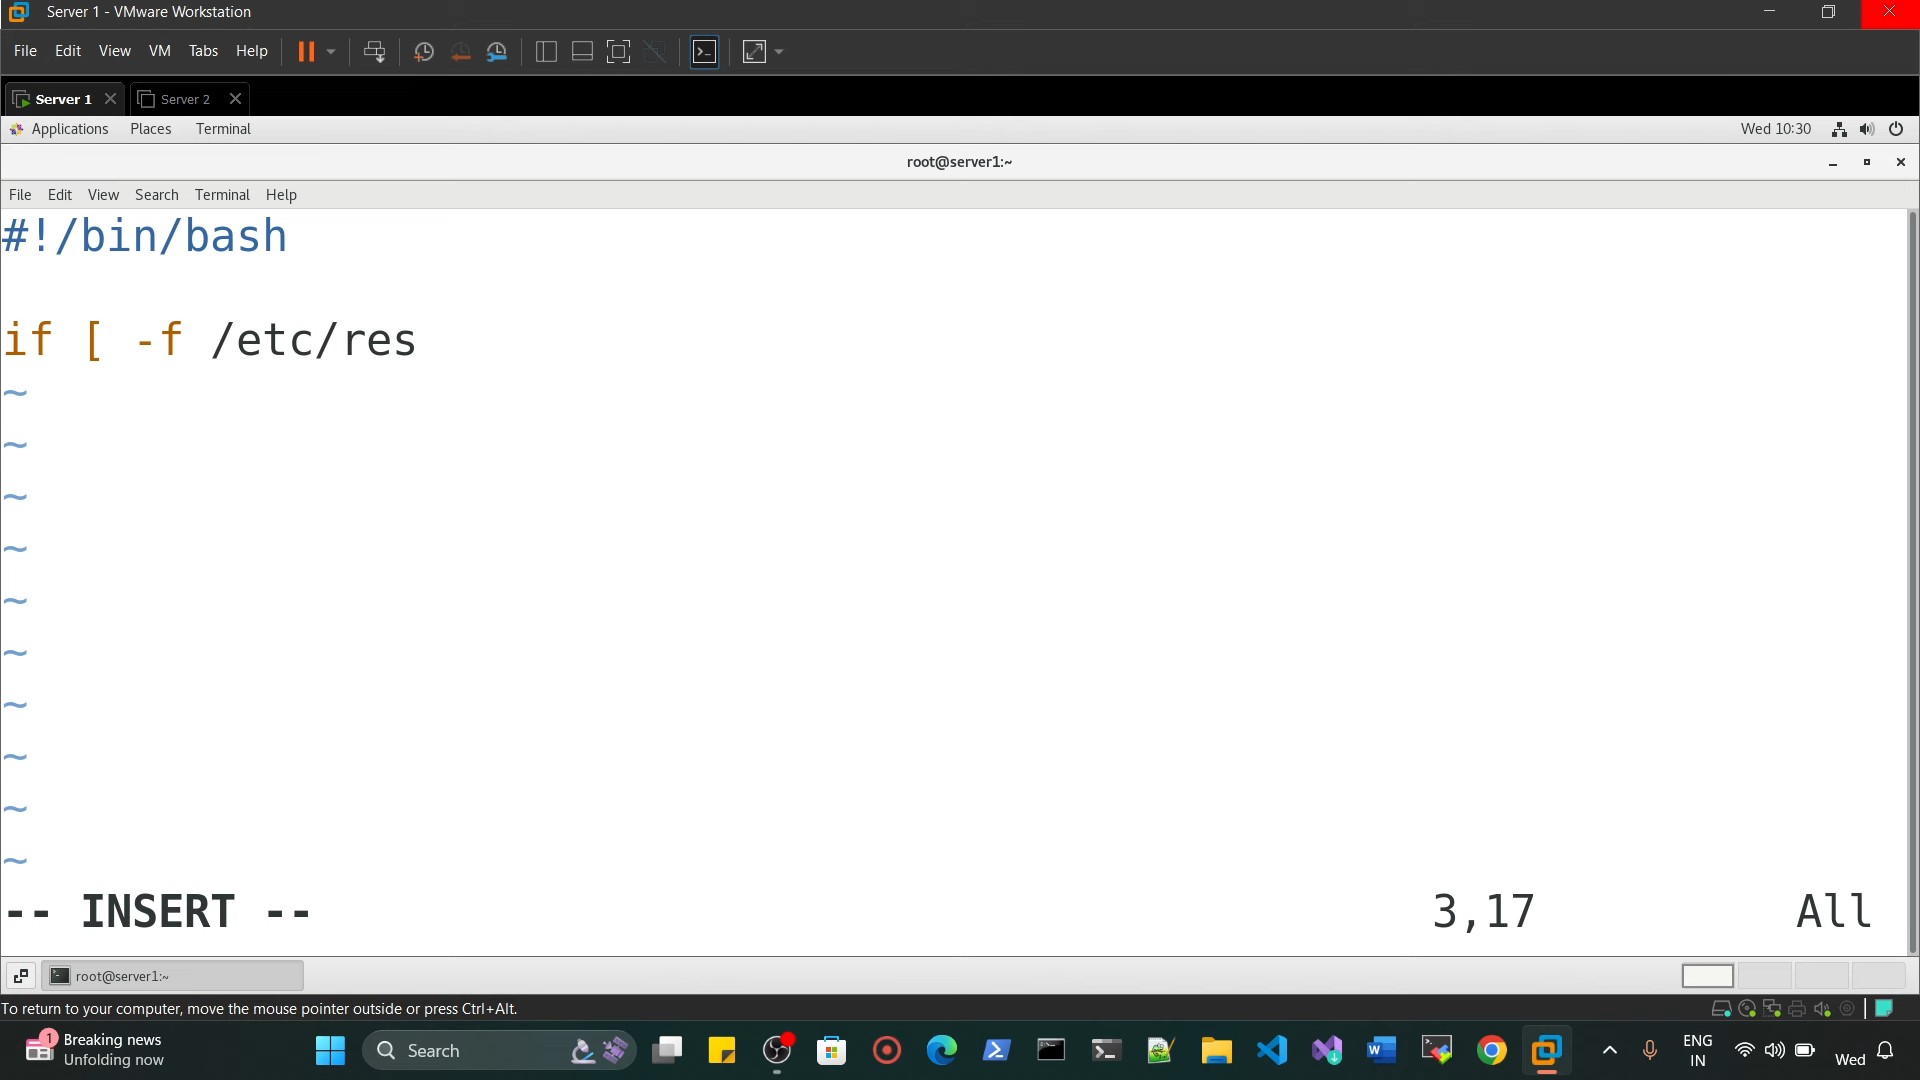 Server 1 - VMware Workstation
File Edit View VM Tabs Help
Server 1 Server 2
Applications Places Terminal Wed 10:30
root@server1:~
File Edit View Search Terminal Help
#!/bin/bash
if [ -f /etc/res
~
~
~
~
~
~
~
~
~
~
-- INSERT -- 3,17 All
root@server1:~
To return to your computer, move the mouse pointer outside or press Ctrl+Alt.
1 Breaking news
Unfolding now
Search
ENG
IN
Wed